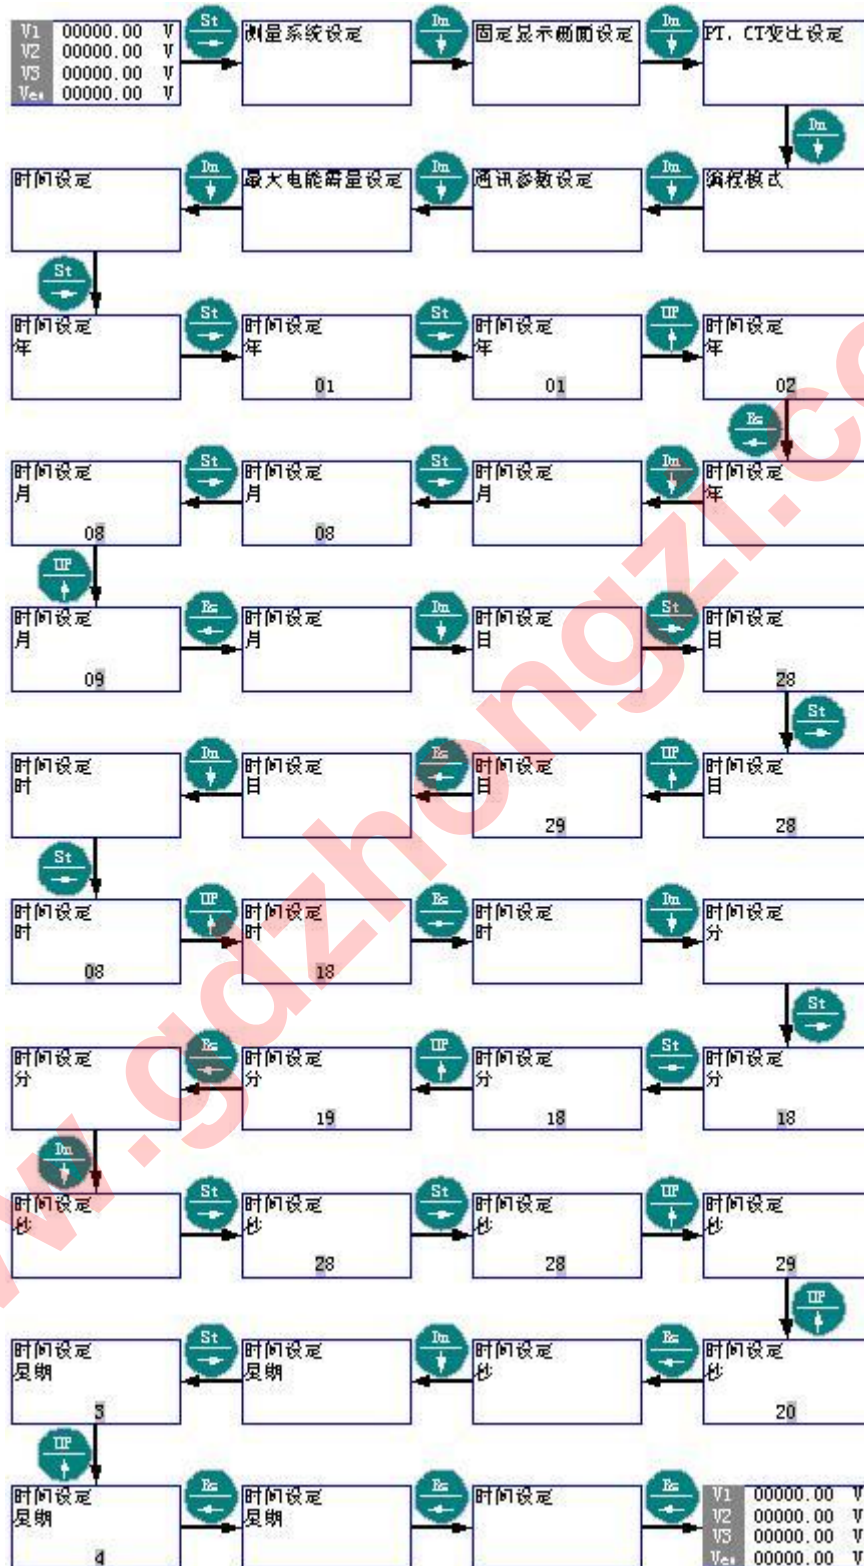 V1 00000.00 V
V2 00000.00 V
V3 00000.00 V
00000.00 V
St
测量系统设定
Dn
固定显示画面设定
Dn
PT, CT变比设定
Dn
时间设定
Dn
最大电能需量设定
Dn
通讯参数设定
Dn
编程模式
St
时间设定
年
St
时间设定
年
01
St
时间设定
年
01
UP
时间设定
年
02
Rs
时间设定
月
08
St
时间设定
月
08
St
时间设定
月
Dn
时间设定
年
UP
时间设定
月
09
Rs
时间设定
月
Dn
时间设定
日
St
时间设定
日
28
St
时间设定
时
Dn
时间设定
日
Rs
时间设定
日
29
UP
时间设定
日
28
St
时间设定
时
08
UP
时间设定
时
18
Rs
时间设定
时
Dn
时间设定
分
St
时间设定
分
Rs
时间设定
分
19
UP
时间设定
分
18
St
时间设定
分
18
Dn
时间设定
秒
St
时间设定
秒
28
St
时间设定
秒
28
UP
时间设定
秒
29
UP
时间设定
星期
3
St
时间设定
星期
Dn
时间设定
秒
Rs
时间设定
秒
20
UP
时间设定
星期
4
Rs
时间设定
星期
Rs
时间设定
Rs
V1 00000.00 V
V2 00000.00 V
V3 00000.00 V
00000.00 V
www.gdzhongzi.co